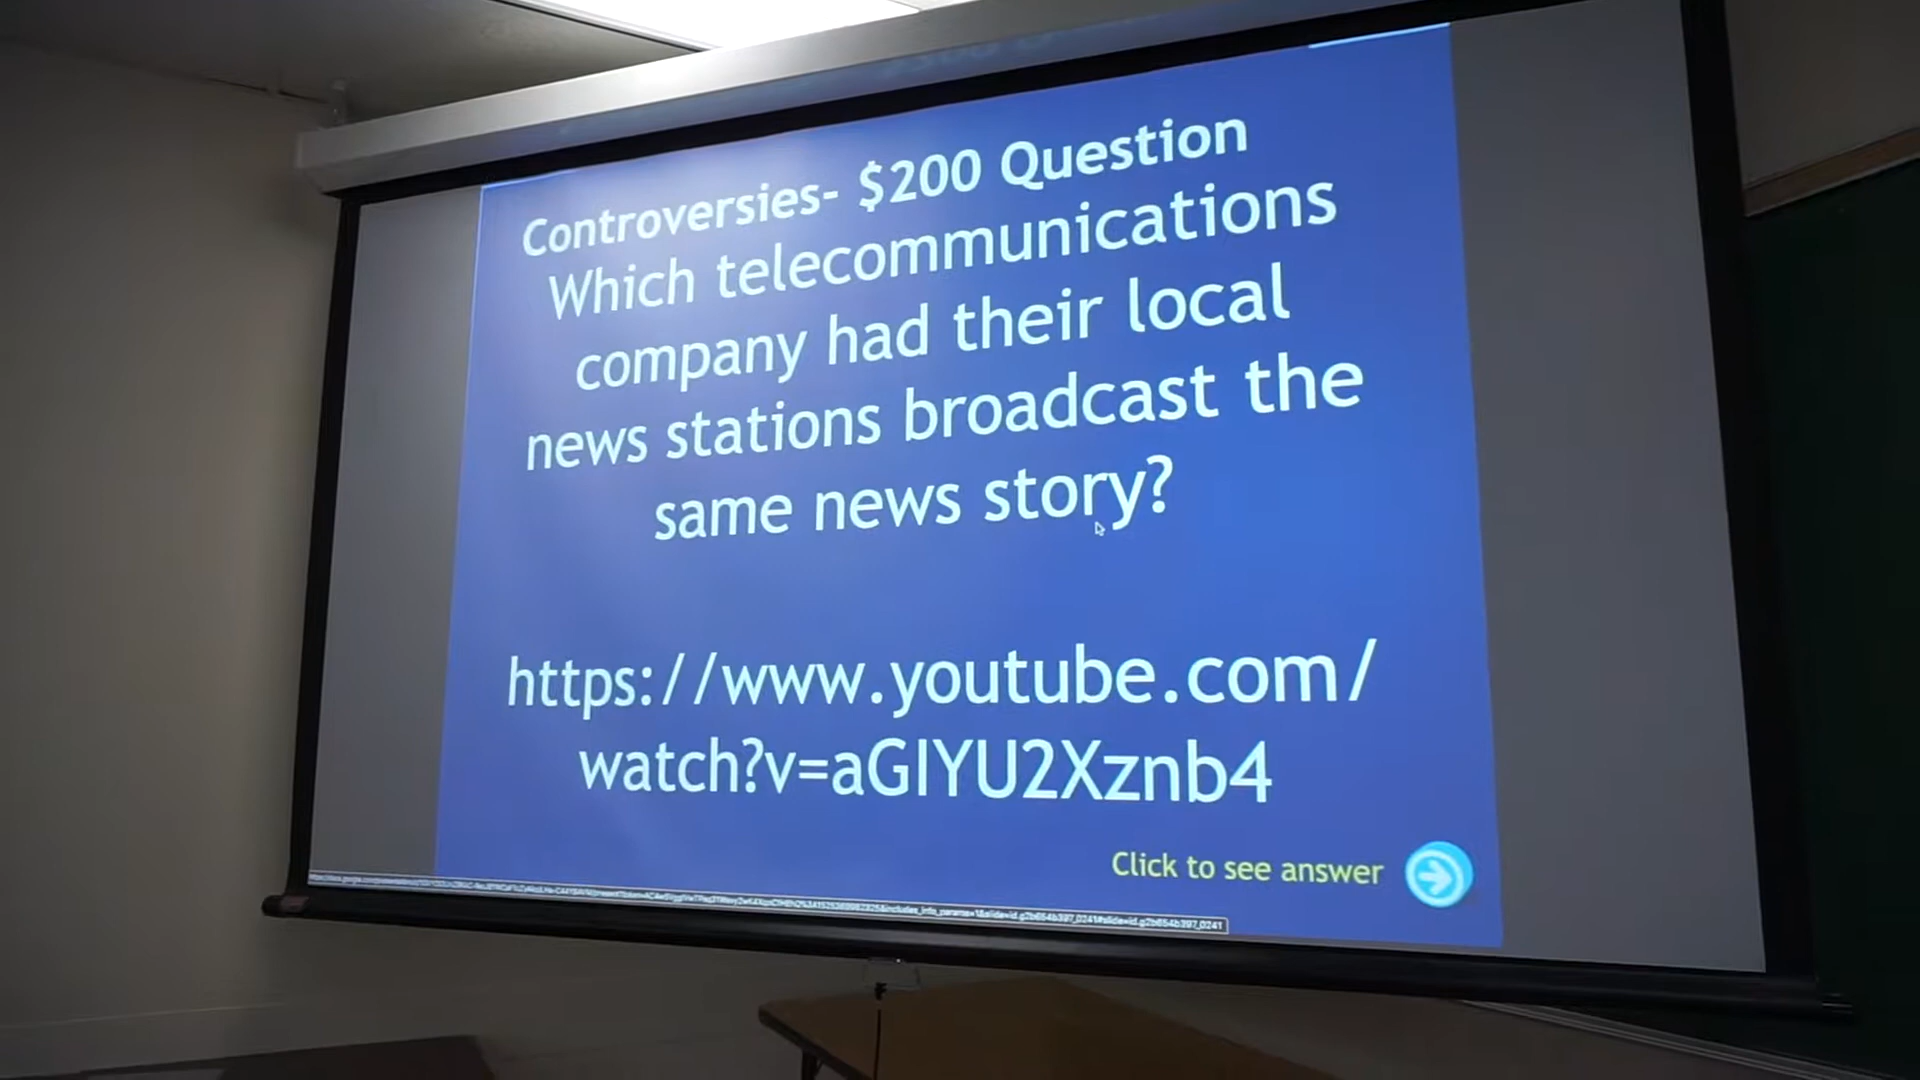 Controversies- $200 Question
Which telecommunications
company had their local
news stations broadcast the
same news story?
https://www.youtube.com/
watch?v=aGIYU2Xznb4
Click to see answer